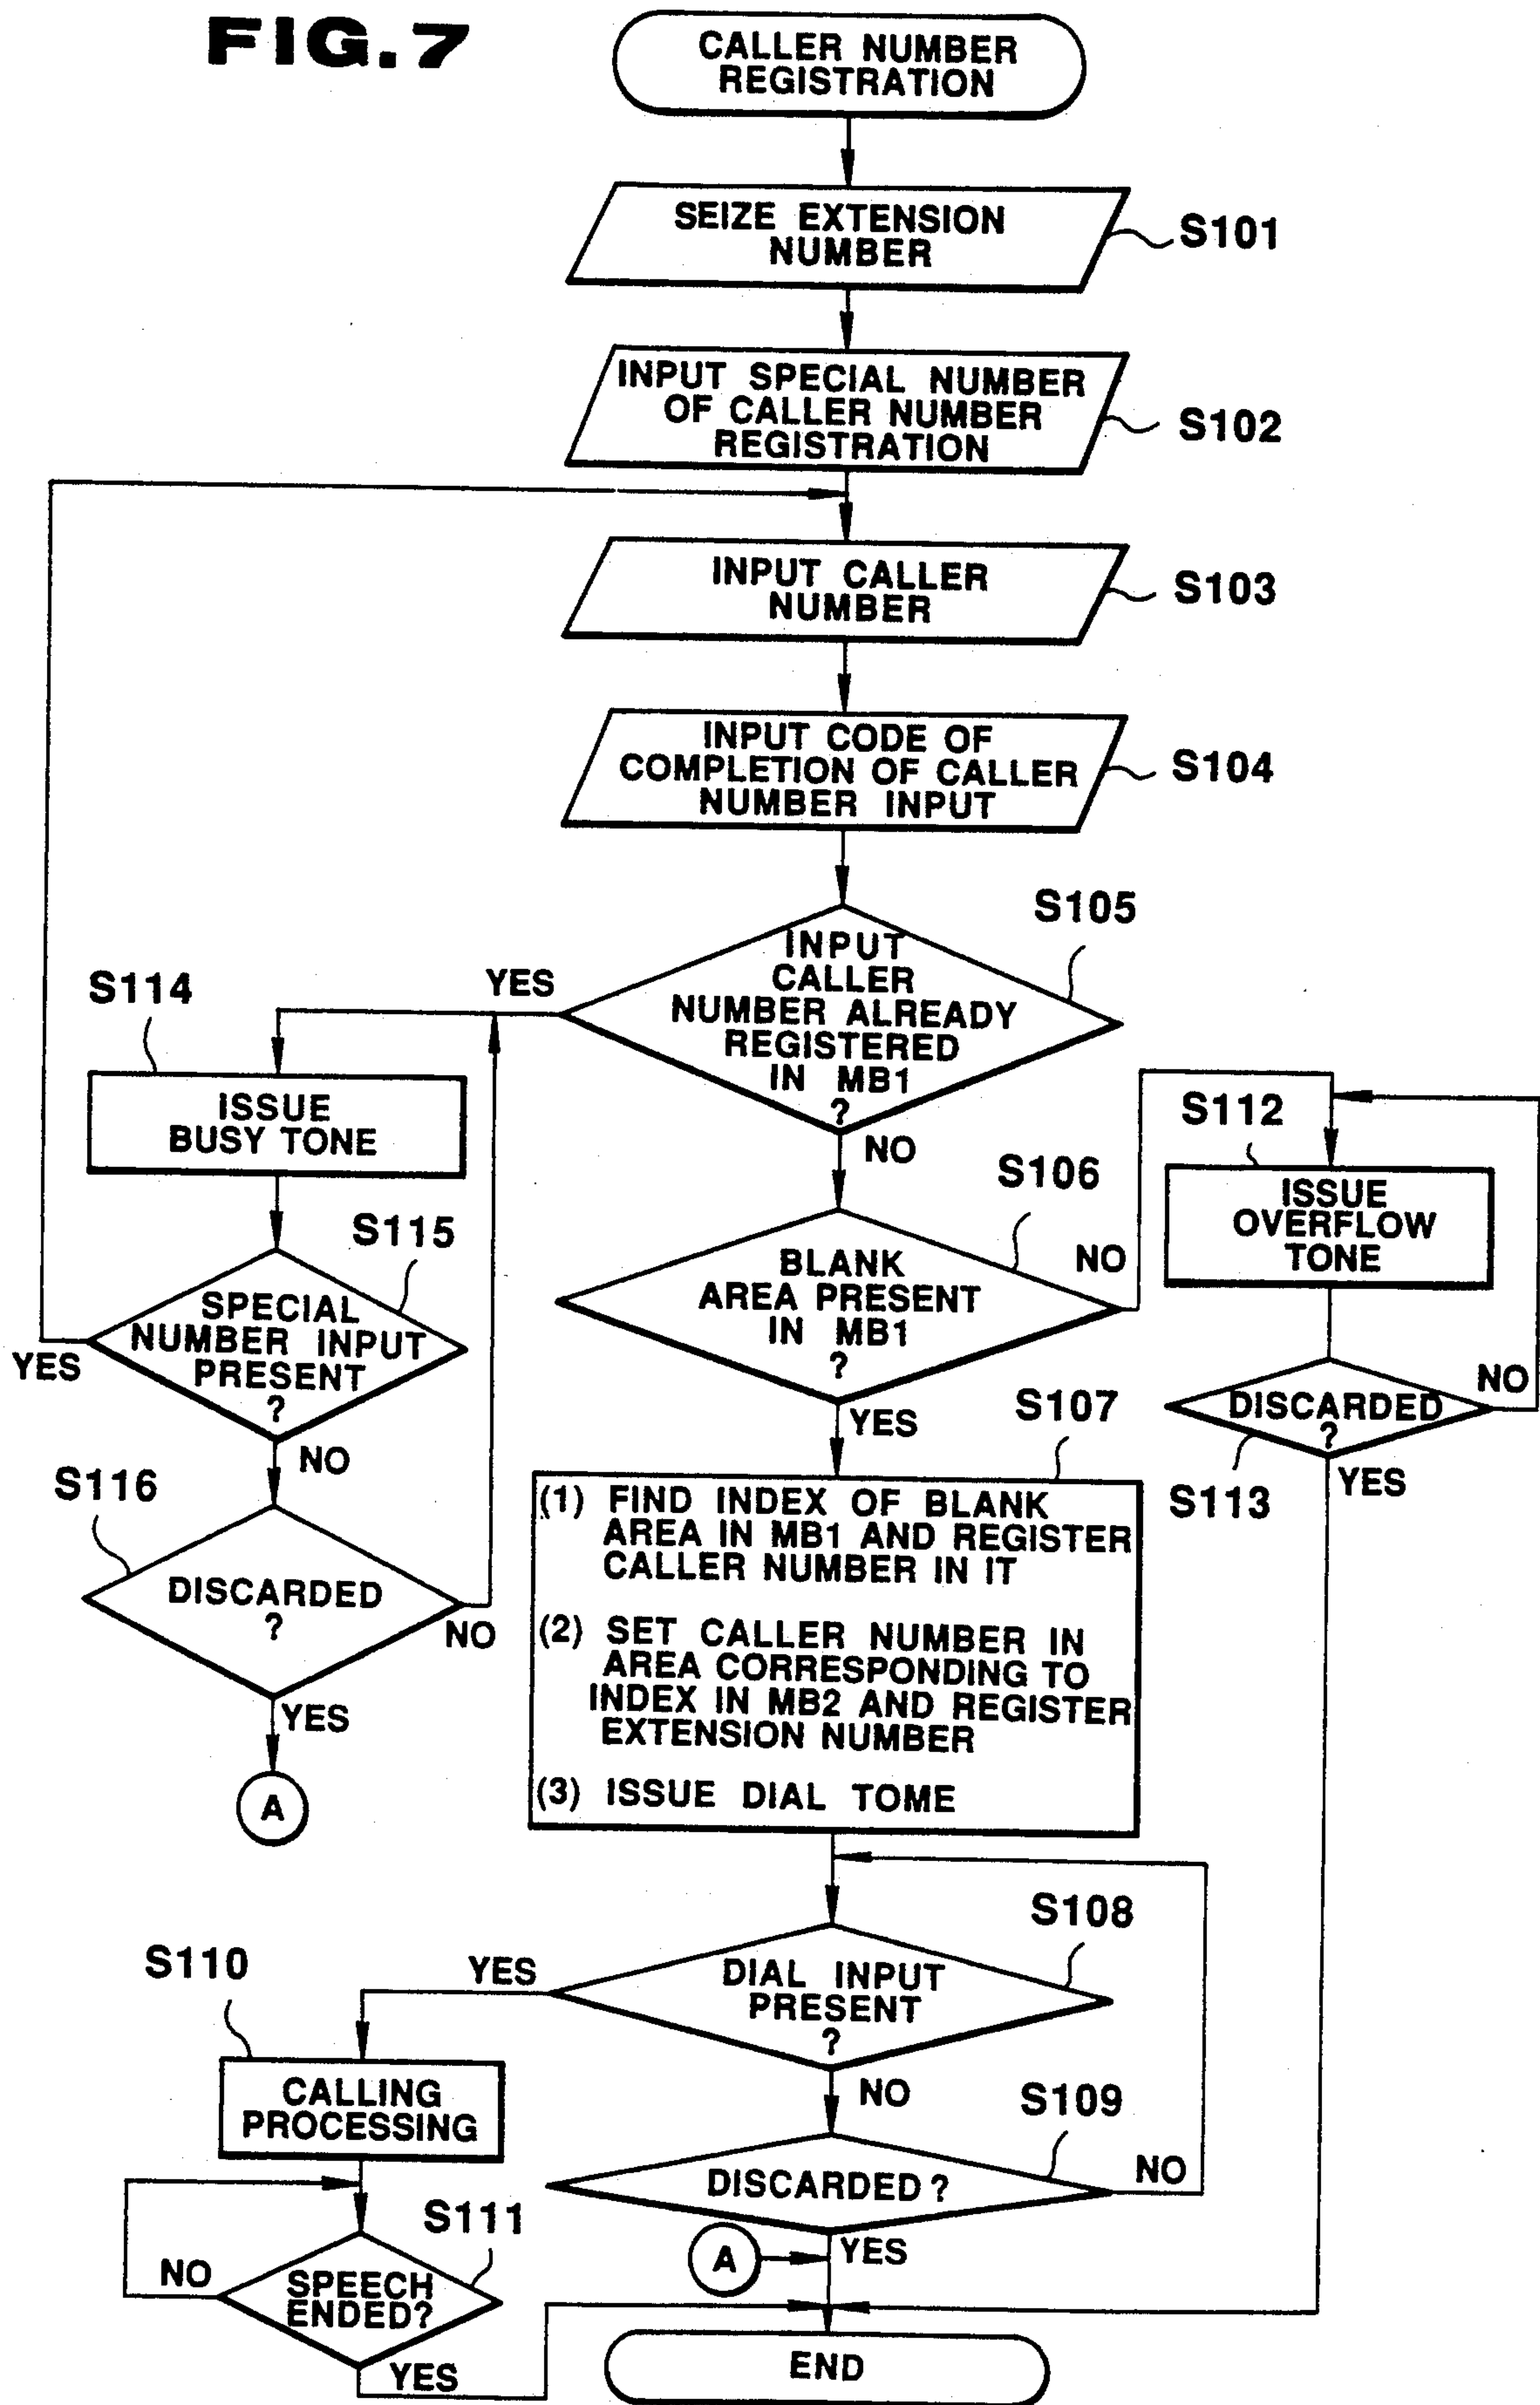 FIG.7
CALLER NUMBER
REGISTRATION
SEIZE EXTENSION
NUMBER
S101
INPUT SPECIAL NUMBER
OF CALLER NUMBER
REGISTRATION
S102
INPUT CALLER
NUMBER
S103
INPUT CODE OF
COMPLETION OF CALLER
NUMBER INPUT
S104
S105
INPUT
CALLER
NUMBER ALREADY
REGISTERED
IN MB1
?
YES
NO
S114
ISSUE
BUSY TONE
S115
SPECIAL
NUMBER INPUT
PRESENT
?
YES
NO
S116
DISCARDED
?
NO
YES
A
S106
BLANK
AREA PRESENT
IN MB1
?
NO
YES
S112
ISSUE
OVERFLOW
TONE
DISCARDED
?
NO
S113
YES
S107
(1) FIND INDEX OF BLANK
AREA IN MB1 AND REGISTER
CALLER NUMBER IN IT
(2) SET CALLER NUMBER IN
AREA CORRESPONDING TO
INDEX IN MB2 AND REGISTER
EXTENSION NUMBER
(3) ISSUE DIAL TOME
S108
DIAL INPUT
PRESENT
?
YES
NO
S110
CALLING
PROCESSING
S109
DISCARDED ?
NO
YES
A
S111
SPEECH
ENDED?
NO
YES
END